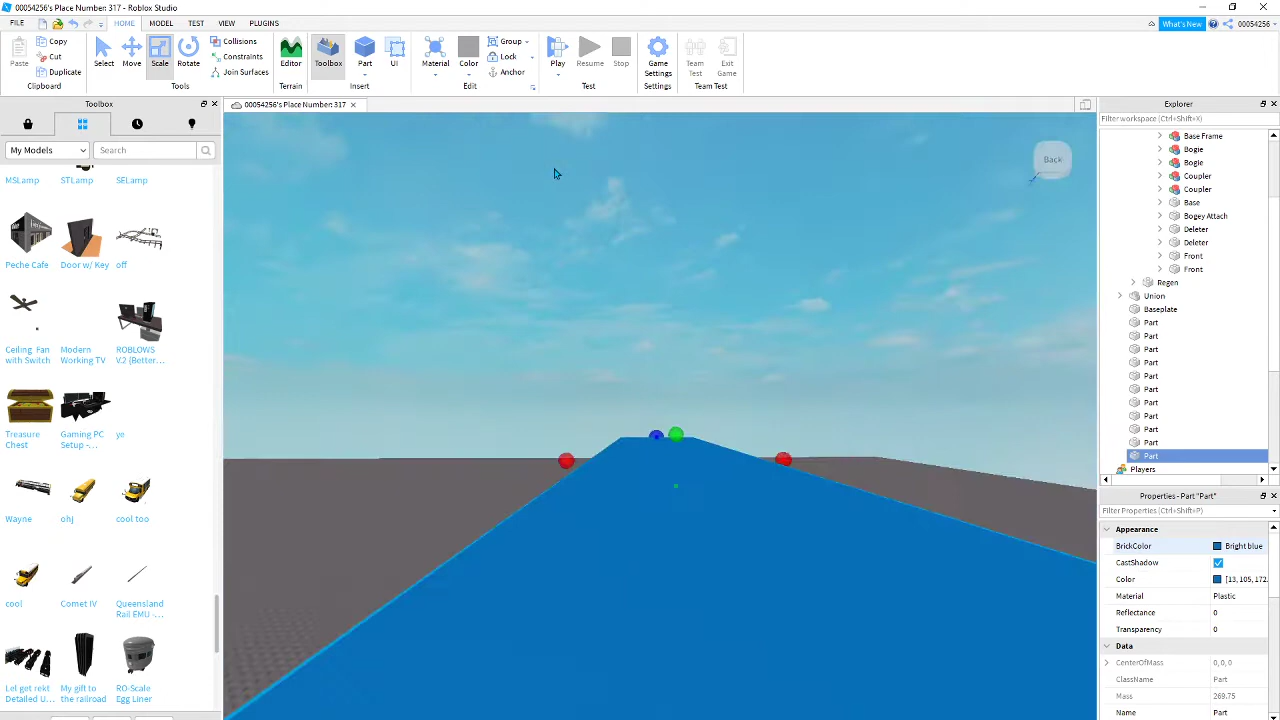 00054256's Place Number: 317 - Roblox Studio
FILE
HOME
MODEL
TEST
VIEW
PLUGINS
What's New
00054256
Paste
Copy
Cut
Duplicate
Clipboard
Select
Move
Scale
Rotate
Collisions
Constraints
Join Surfaces
Tools
Editor
Terrain
Toolbox
Part
UI
Insert
Material
Color
Group
Lock
Anchor
Edit
Play
Resume
Stop
Test
Game
Settings
Settings
Team
Test
Exit
Game
Team Test
Toolbox
00054256's Place Number: 317
My Models
Search
MSLamp
STLamp
SELamp
Peche Cafe
Door w/ Key
off
Ceiling Fan
with Switch
Modern
Working TV
ROBLOWS
V.2 (Better...
Treasure
Chest
Gaming PC
Setup -...
ye
Wayne
ohj
cool too
cool
Comet IV
Queensland
Rail EMU -...
Lel get rekt
Detailed U...
My gift to
the railroad
RO-Scale
Egg Liner
Back
Explorer
Filter workspace (Ctrl+Shift+X)
Base Frame
Bogie
Bogie
Coupler
Coupler
Base
Bogey Attach
Deleter
Deleter
Front
Front
Regen
Union
Baseplate
Part
Part
Part
Part
Part
Part
Part
Part
Part
Part
Part
Players
Properties - Part "Part"
Filter Properties (Ctrl+Shift+P)
Appearance
BrickColor
Bright blue
CastShadow
Color
[13, 105, 172...
Material
Plastic
Reflectance
0
Transparency
0
Data
CenterOfMass
0, 0, 0
ClassName
Part
Mass
269.75
Name
Part